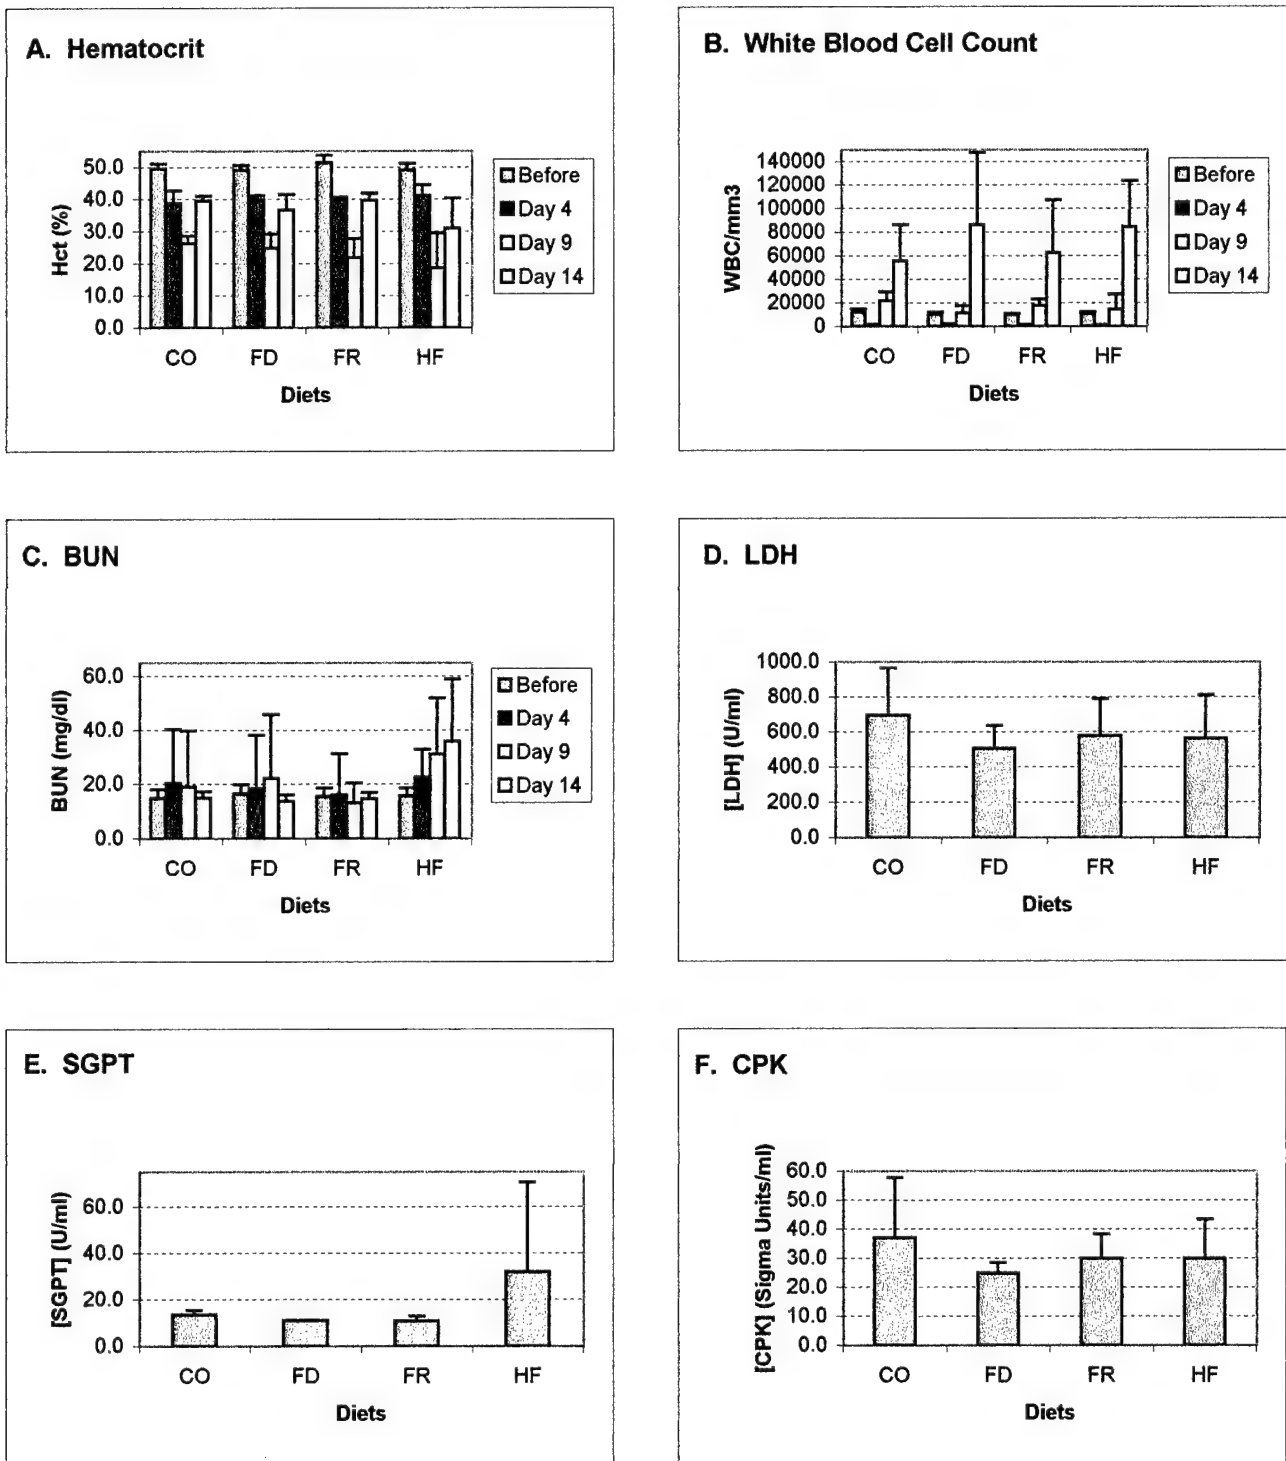 A. Hematocrit
Hct (%)
50.0
40.0
30.0
20.0
10.0
0.0
CO FD FR HF
Diets
Before
Day 4
Day 9
Day 14
B. White Blood Cell Count
WBC/mm3
140000
120000
100000
80000
60000
40000
20000
0
CO FD FR HF
Diets
Before
Day 4
Day 9
Day 14
C. BUN
BUN (mg/dl)
60.0
40.0
20.0
0.0
CO FD FR HF
Diets
Before
Day 4
Day 9
Day 14
D. LDH
[LDH] (U/ml)
1000.0
800.0
600.0
400.0
200.0
0.0
CO FD FR HF
Diets
E. SGPT
[SGPT] (U/ml)
60.0
40.0
20.0
0.0
CO FD FR HF
Diets
F. CPK
[CPK] (Sigma Units/ml)
60.0
50.0
40.0
30.0
20.0
10.0
0.0
CO FD FR HF
Diets